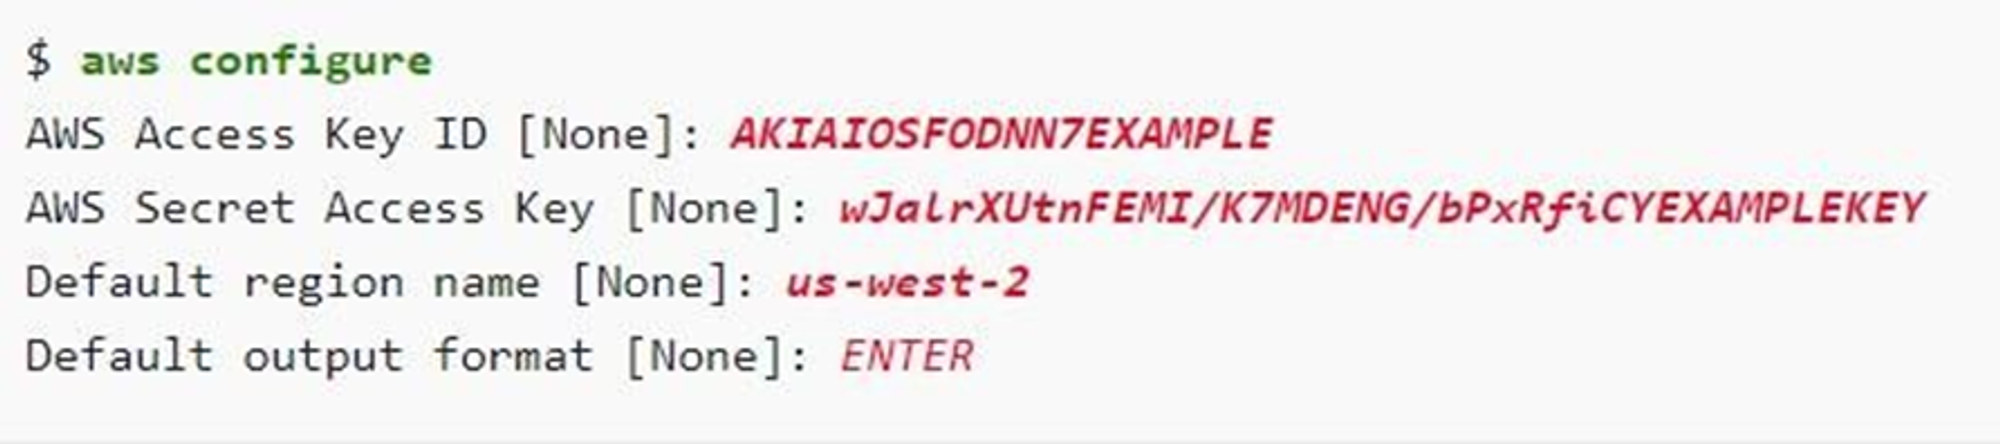 $ aws configure
AWS Access Key ID [None]: AKIAIOSFODNN7EXAMPLE
AWS Secret Access Key [None]: wJalrXUtnFEMI/K7MDENG/bPxRfiCYEXAMPLEKEY
Default region name [None]: us-west-2
Default output format [None]: ENTER